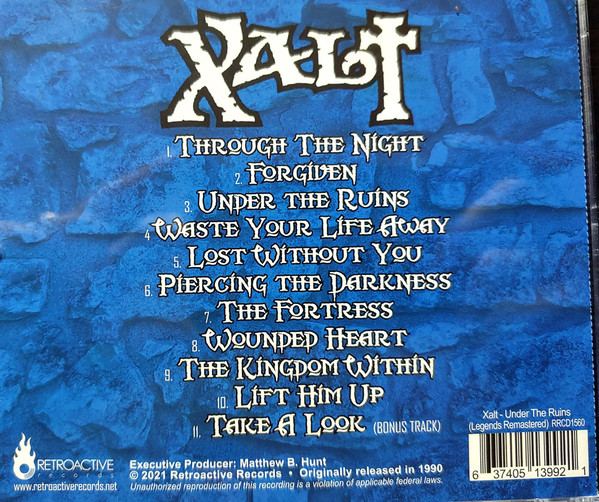 Xalt
1. Through The Night
2. Forgiven
3. Under the Ruins
4. Waste Your Life Away
5. Lost Without You
6. Piercing the Darkness
7. The Fortress
8. Wounded Heart
9. The Kingdom Within
10. Lift Him Up
11. Take A Look (BONUS TRACK)
Xalt - Under The Ruins
(Legends Remastered) RRCD1560
6 37405 13992 1
RETROACTIVE
RECORDS
www.retroactiverecords.net
Executive Producer: Matthew B. Hunt
© 2021 Retroactive Records • Originally released in 1990
Unauthorized reproduction of this recording is a violation of applicable federal laws.